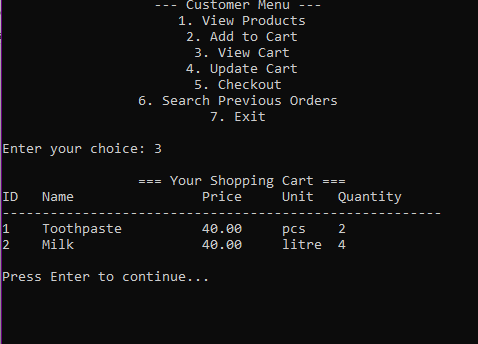 --- Customer Menu ---
1. View Products
2. Add to Cart
3. View Cart
4. Update Cart
5. Checkout
6. Search Previous Orders
7. Exit
Enter your choice: 3
=== Your Shopping Cart ===
ID   Name                Price     Unit   Quantity
-------------------------------------------------------
1    Toothpaste          40.00     pcs    2
2    Milk                40.00     litre  4
Press Enter to continue...